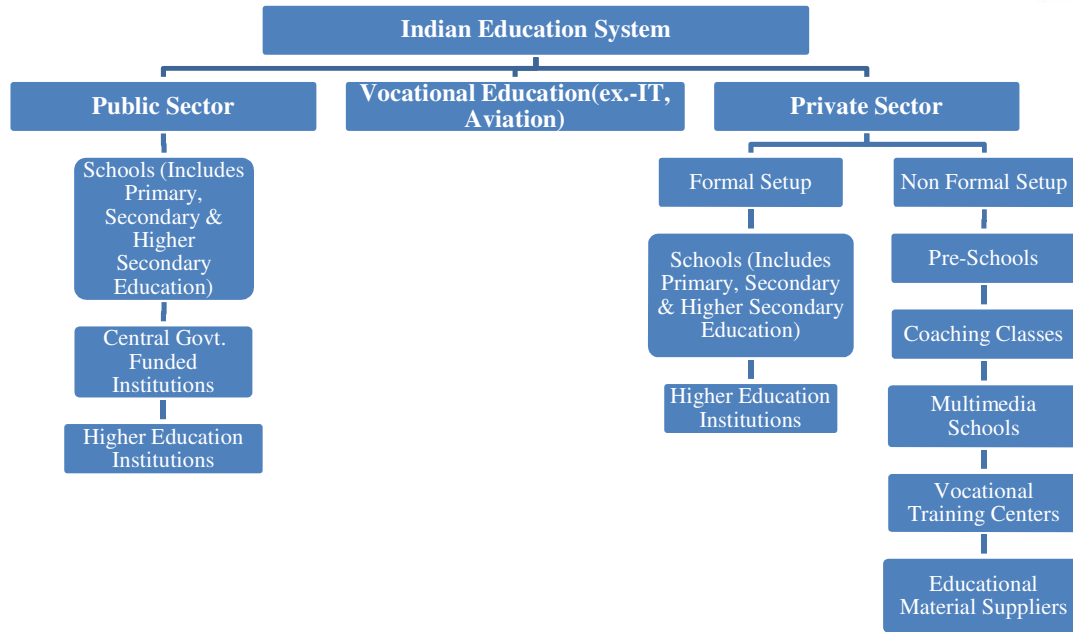 Indian Education System
Public Sector
Vocational Education(ex.-IT,
Aviation)
Private Sector
Schools (Includes
Primary,
Secondary &
Higher
Secondary
Education)
Central Govt.
Funded
Institutions
Higher Education
Institutions
Formal Setup
Schools (Includes
Primary, Secondary
& Higher Secondary
Education)
Higher Education
Institutions
Non Formal Setup
Pre-Schools
Coaching Classes
Multimedia
Schools
Vocational
Training Centers
Educational
Material Suppliers